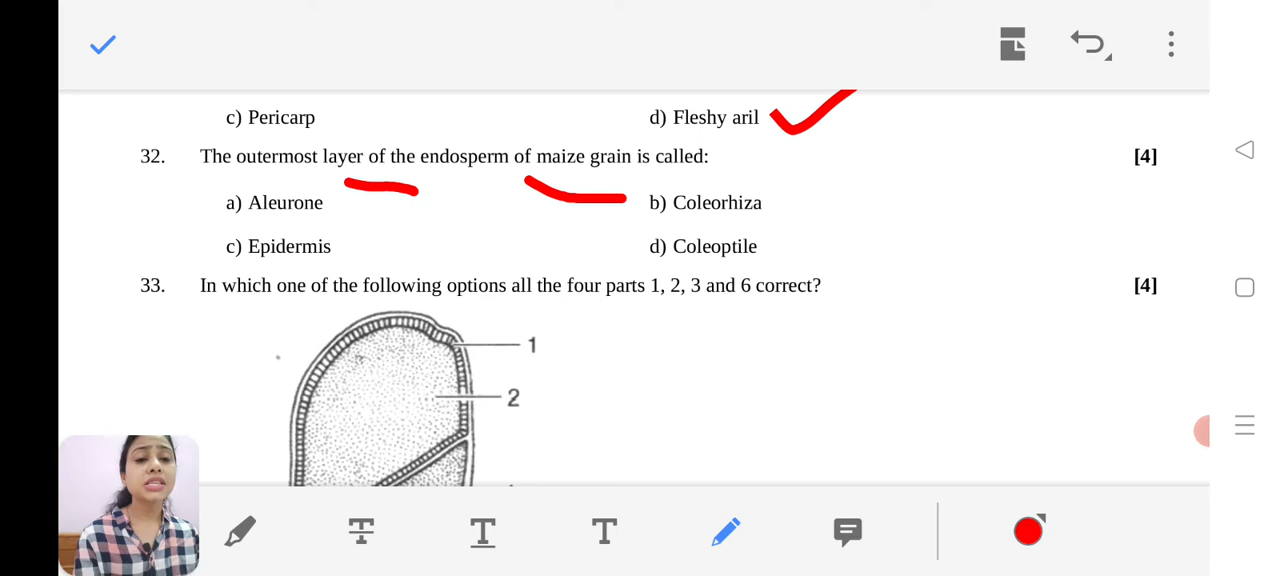 c) Pericarp d) Fleshy aril
32. The outermost layer of the endosperm of maize grain is called: [4]
a) Aleurone b) Coleorhiza
c) Epidermis d) Coleoptile
33. In which one of the following options all the four parts 1, 2, 3 and 6 correct? [4]
1
2
T T T